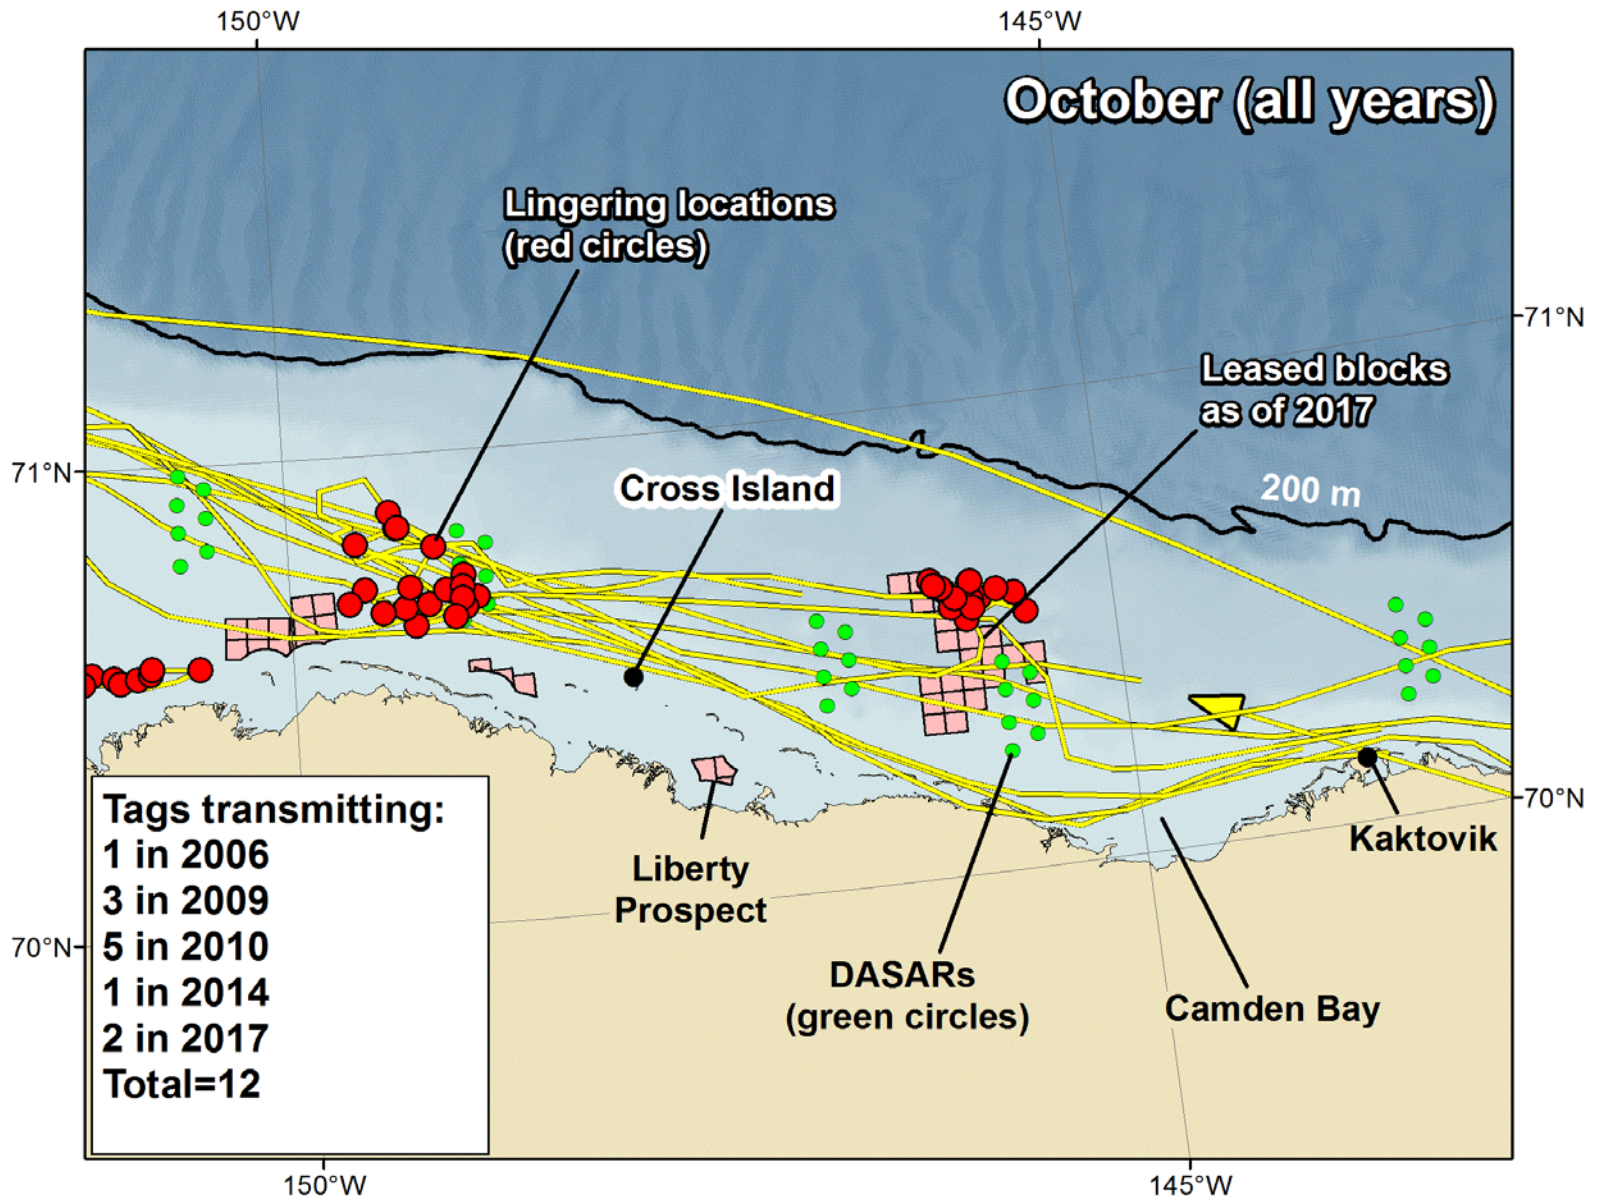 150°W
145°W
October (all years)
Lingering locations
(red circles)
71°N
Leased blocks
as of 2017
71°N
Cross Island
200 m
70°N
Tags transmitting:
1 in 2006
3 in 2009
5 in 2010
1 in 2014
2 in 2017
Total=12
Kaktovik
Liberty
Prospect
70°N
DASARs
(green circles)
Camden Bay
150°W
145°W